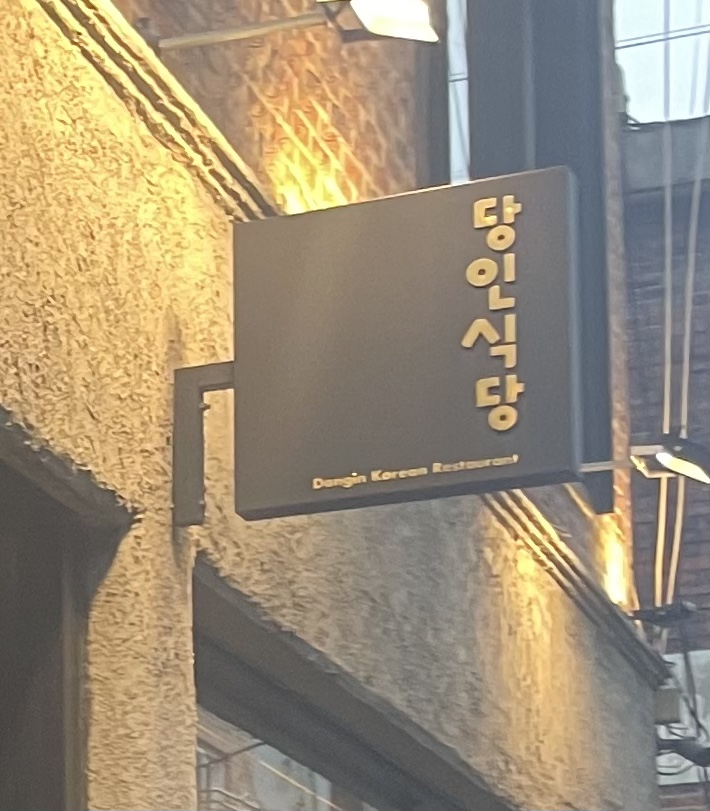 당인식당
Dangin Korean Restaurant